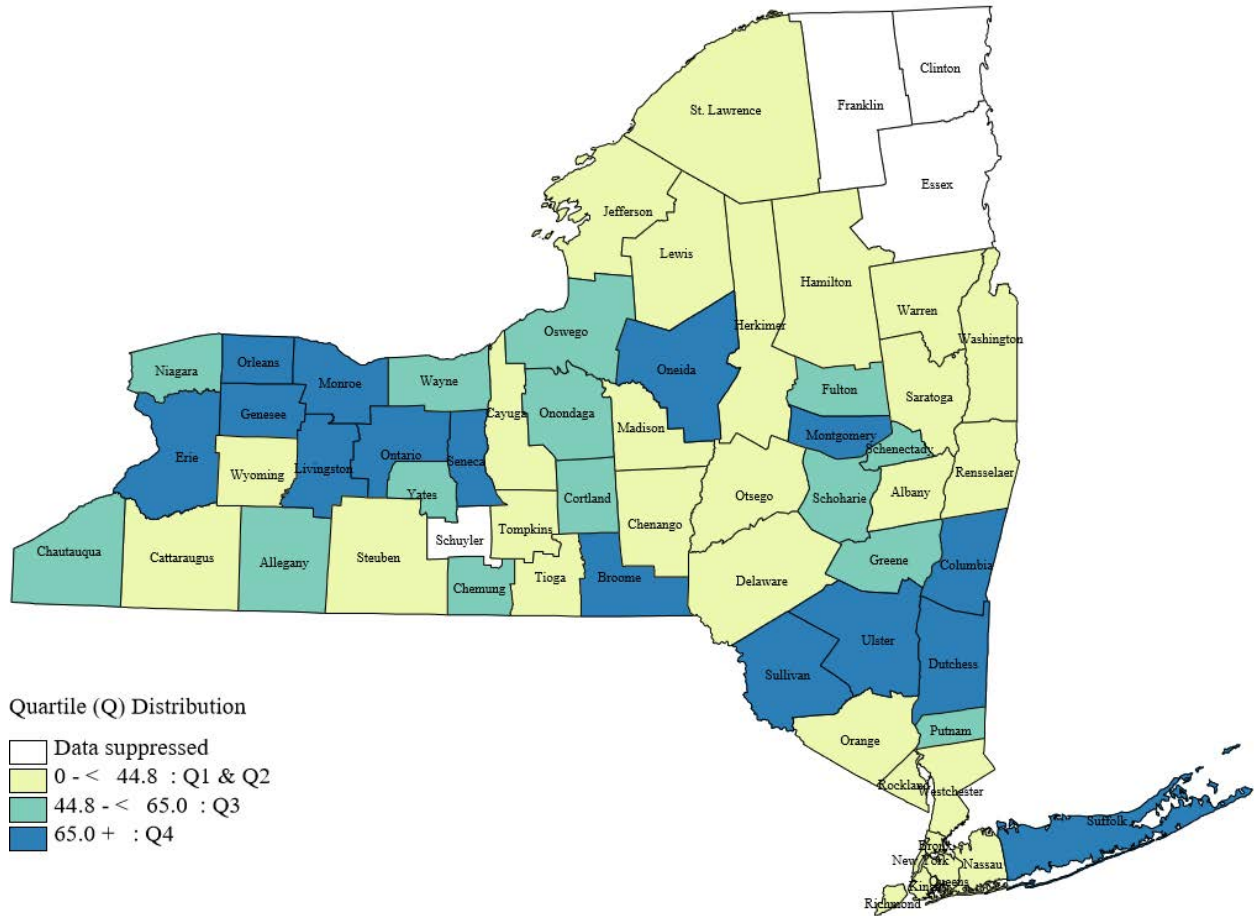 Clinton
Franklin
St. Lawrence
Essex
Jefferson
Lewis
Hamilton
Warren
Herkimer
Washington
Oswego
Oneida
Orleans
Niagara
Monroe
Wayne
Fulton
Saratoga
Genesee
Cayuga
Onondaga
Madison
Montgomery
Schenectady
Erie
Ontario
Seneca
Livingston
Wyoming
Rensselaer
Yates
Cortland
Otsego
Schoharie
Albany
Tompkins
Chenango
Schuyler
Chautauqua
Cattaraugus
Allegany
Steuben
Greene
Columbia
Chemung
Tioga
Broome
Delaware
Ulster
Dutchess
Sullivan
Quartile (Q) Distribution
Putnam
Orange
Data suppressed
0 - < 44.8 : Q1 & Q2
Rockland
Westchester
44.8 - < 65.0 : Q3
65.0 + : Q4
Suffolk
Bronx
New York
Nassau
Queens
Kings
Richmond